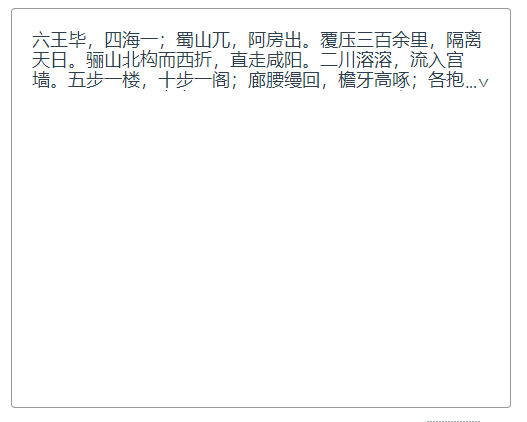 六王毕，四海一；蜀山兀，阿房出。覆压三百余里，隔离
天日。骊山北构而西折，直走咸阳。二川溶溶，流入宫
墙。五步一楼，十步一阁；廊腰缦回，檐牙高啄；各抱...